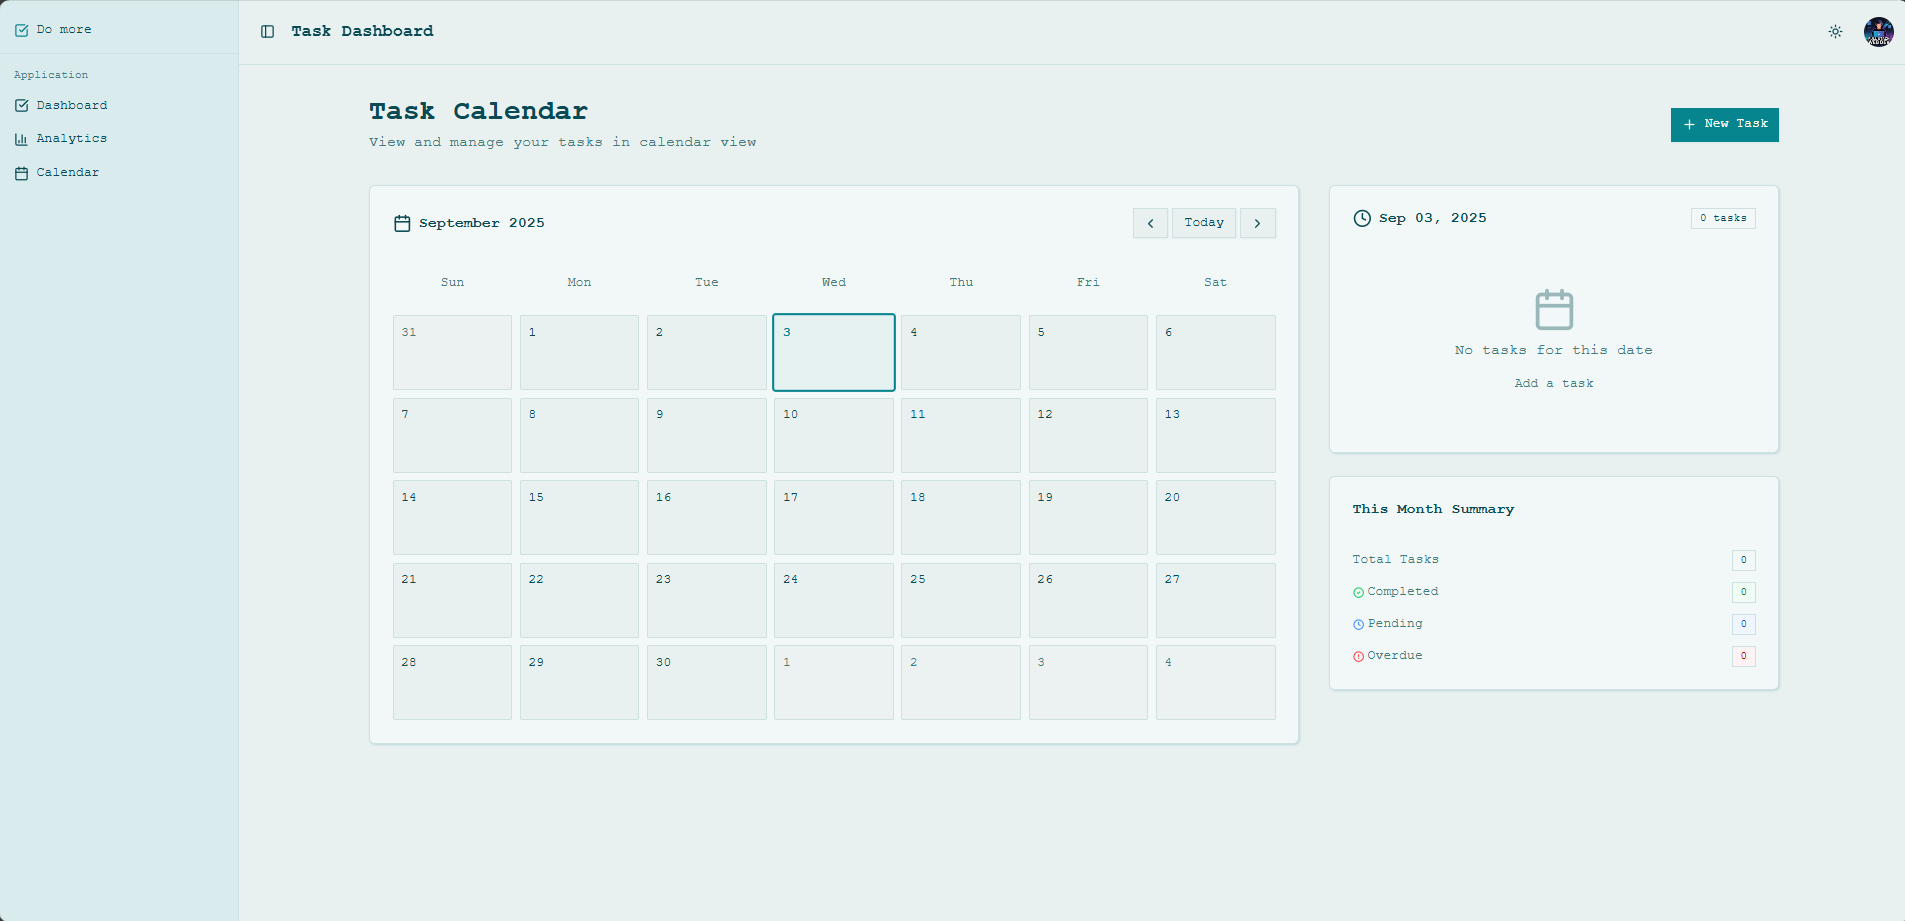 Do more
Application
Dashboard
Analytics
Calendar
Task Dashboard
Task Calendar
View and manage your tasks in calendar view
New Task
September 2025
Today
Sun Mon Tue Wed Thu Fri Sat
31 1 2 3 4 5 6
7 8 9 10 11 12 13
14 15 16 17 18 19 20
21 22 23 24 25 26 27
28 29 30 1 2 3 4
Sep 03, 2025 0 tasks
No tasks for this date
Add a task
This Month Summary
Total Tasks 0
Completed 0
Pending 0
Overdue 0